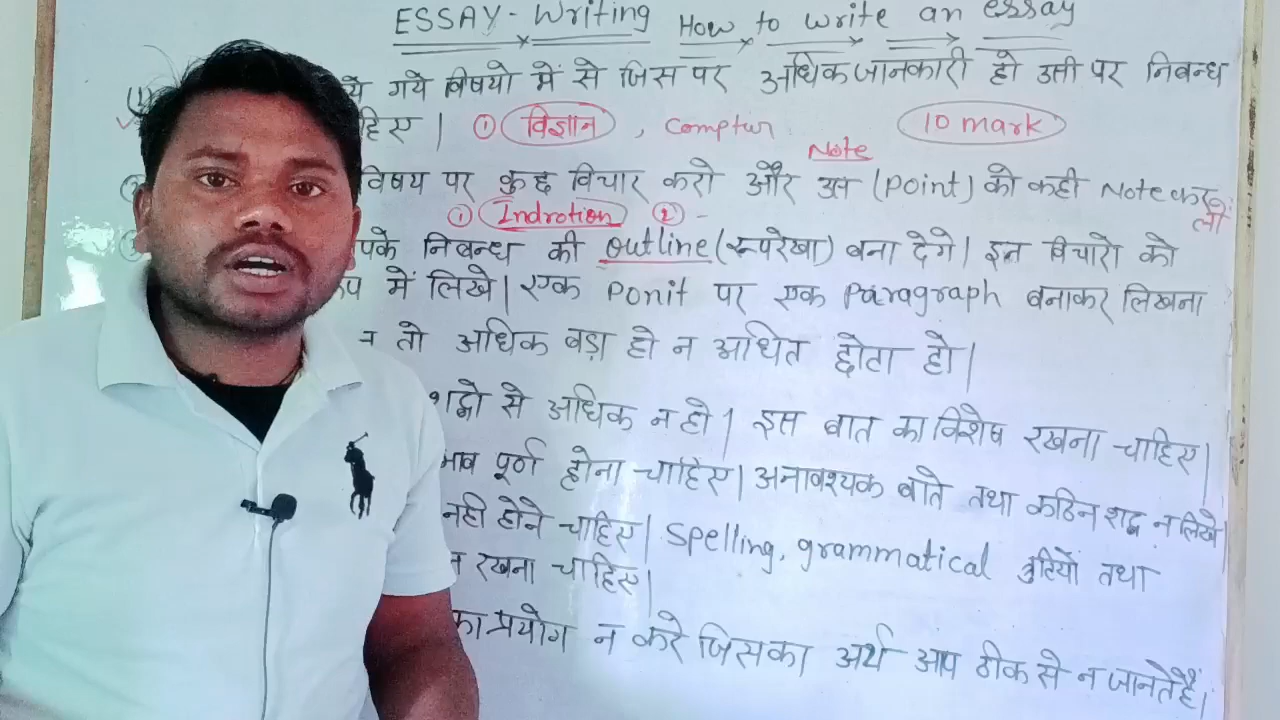 ESSAY-Writing How to write an essay
(1) ये गये विषयो में से जिस पर अधिक जानकारी हो उसी पर निबन्ध
हिए। ① विज्ञान , Comptur 10 mark
Note
विषय पर कुछ विचार करो और उस (Point) को कही Note कर लो
① Indrotion ② -
पके निबन्ध की outline (रूपरेखा) बना देगे। इन विचारो को
रूप में लिखे। एक Ponit पर एक Paragraph बनाकर लिखना
न तो अधिक बड़ा हो न अधित छोटा हो।
शब्दो से अधिक न हो। इस बात का विशेष रखना चाहिए।
भाव पूर्ण होना चाहिए। अनावश्यक बाते तथा कठिन शब्द न लिखे
नही होने चाहिए। Spelling, grammatical त्रुटियों तथा
न रखना चाहिए।
का प्रयोग न करे जिसका अर्थ आप ठीक से न जानते हैं।